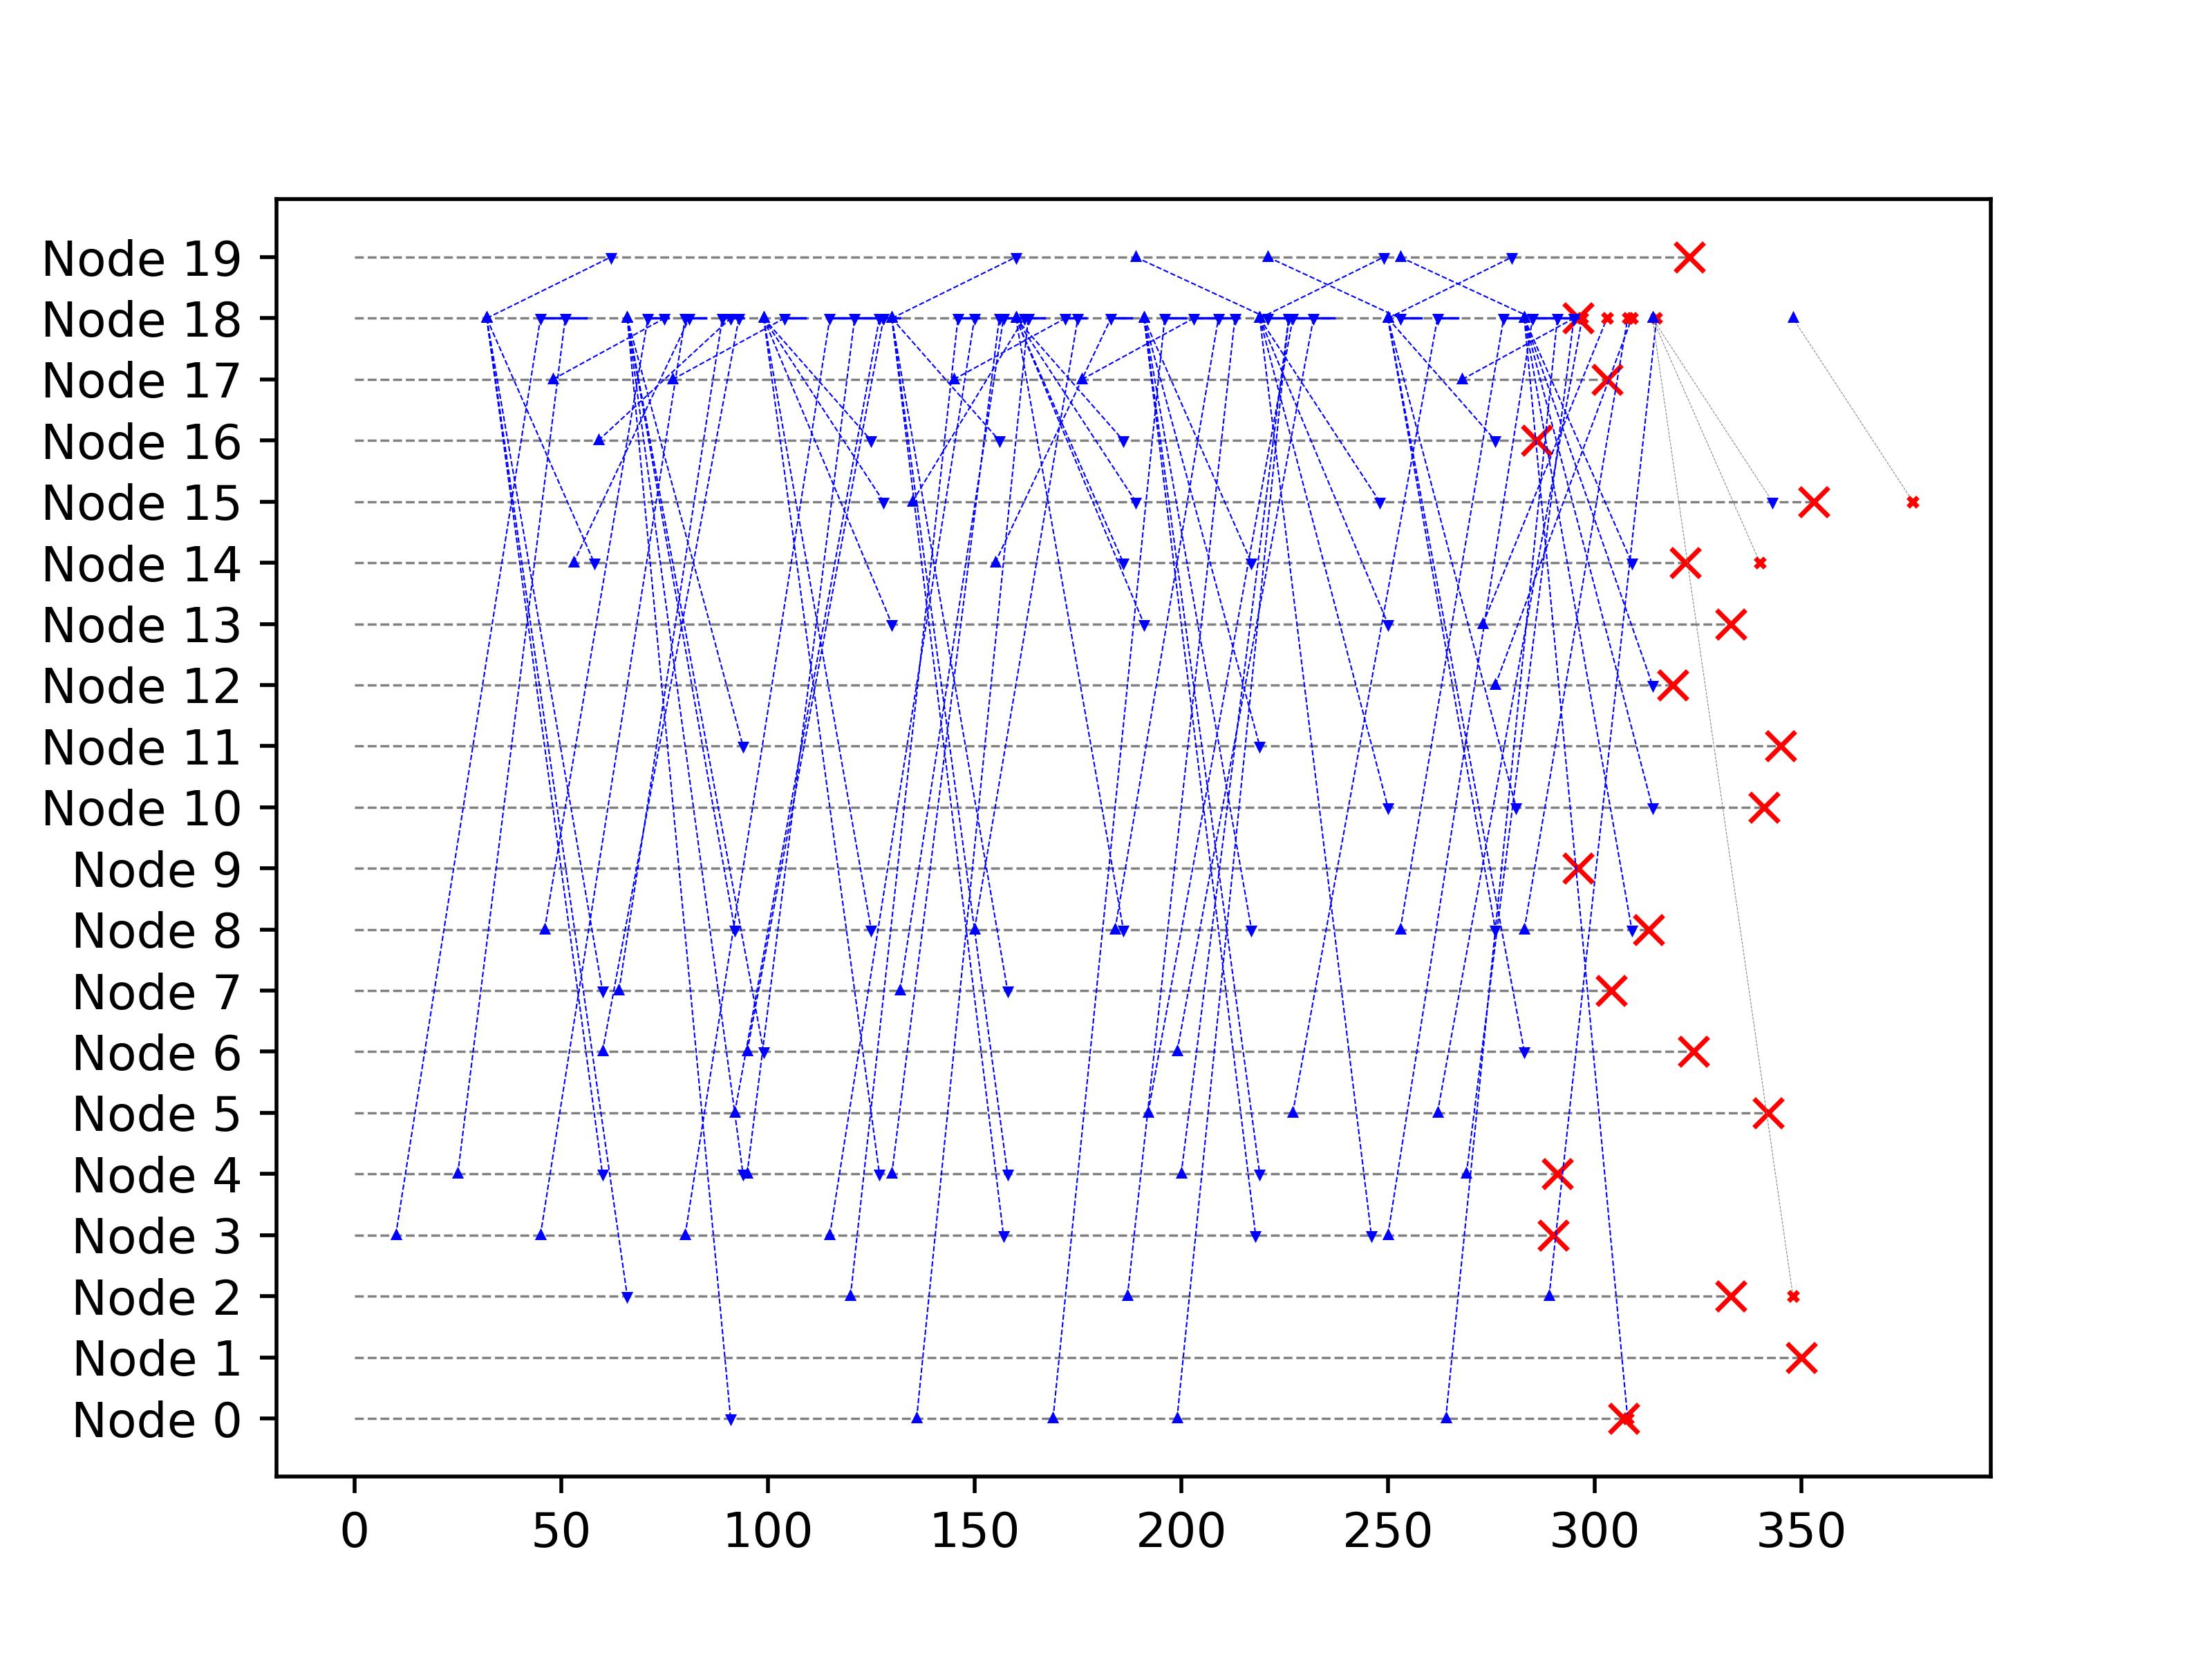 Node 19
Node 18
Node 17
Node 16
Node 15
Node 14
Node 13
Node 12
Node 11
Node 10
Node 9
Node 8
Node 7
Node 6
Node 5
Node 4
Node 3
Node 2
Node 1
Node 0
0 50 100 150 200 250 300 350